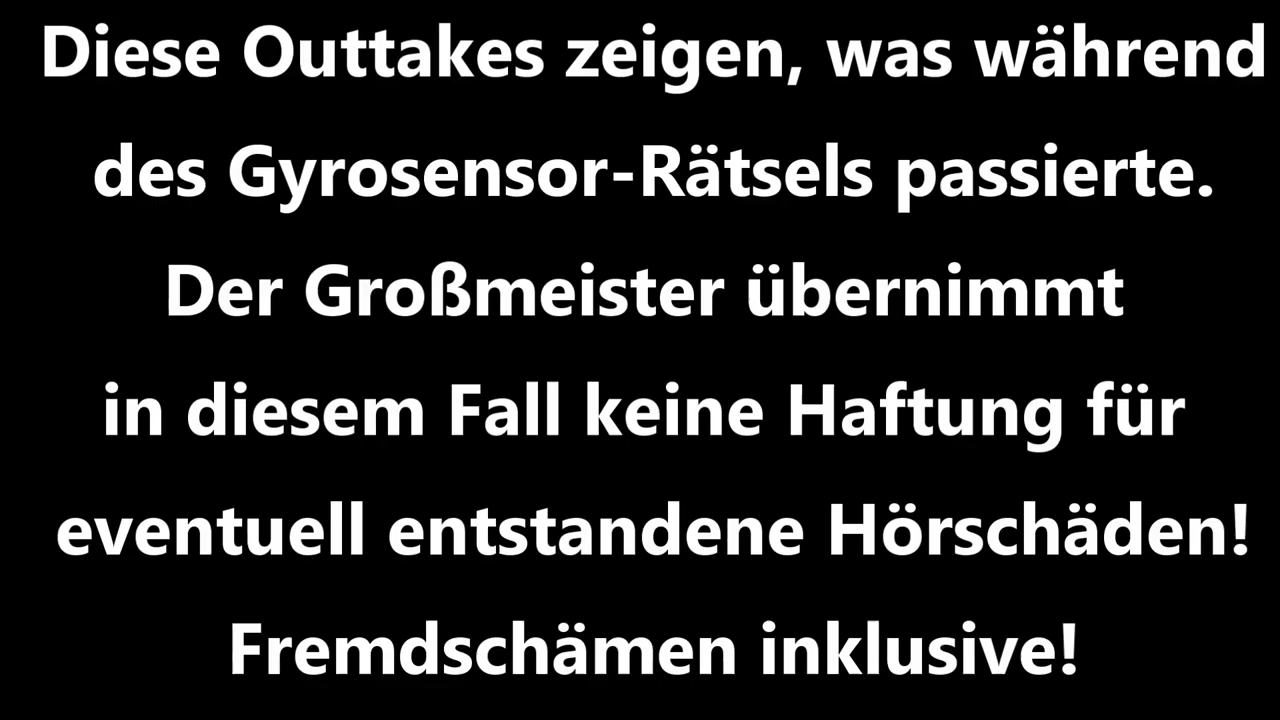 Diese Outtakes zeigen, was während
des Gyrosensor-Rätsels passierte.
Der Großmeister übernimmt
in diesem Fall keine Haftung für
eventuell entstandene Hörschäden!
Fremdschämen inklusive!